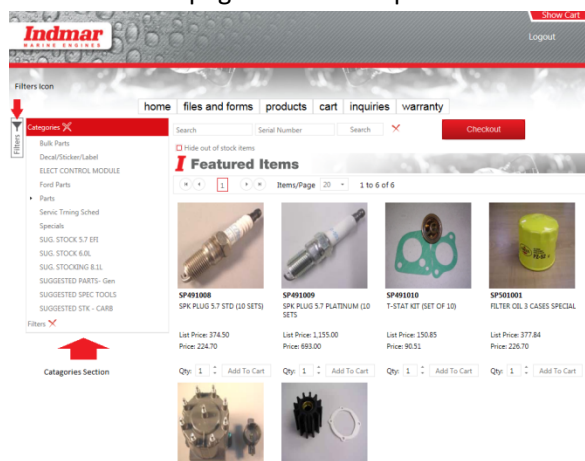 Show Cart
Indmar
MARINE ENGINES
Logout
Filters Icon
home files and forms products cart inquiries warranty
Filters
Categories
Search Serial Number Search Checkout
Hide out of stock items
Featured Items
1 Items/Page 20 1 to 6 of 6
Bulk Parts
Decal/Sticker/Label
ELECT CONTROL MODULE
Ford Parts
Parts
Servic Trning Sched
Specials
SUG. STOCK 5.7 EFI
SUG. STOCK 6.0L
SUG. STOCKING 8.1L
SUGGESTED PARTS- Gen
SUGGESTED SPEC TOOLS
SUGGESTED STK - CARB
Filters
Catagories Section
SP491008
SPK PLUG 5.7 STD (10 SETS)
List Price: 374.50
Price: 224.70
Qty: 1 Add To Cart
SP491009
SPK PLUG 5.7 PLATINUM (10
SETS
List Price: 1,155.00
Price: 693.00
Qty: 1 Add To Cart
SP491010
T-STAT KIT (SET OF 10)
List Price: 150.85
Price: 90.51
Qty: 1 Add To Cart
SP501001
FILTER OIL 3 CASES SPECIAL
List Price: 377.84
Price: 226.70
Qty: 1 Add To Cart